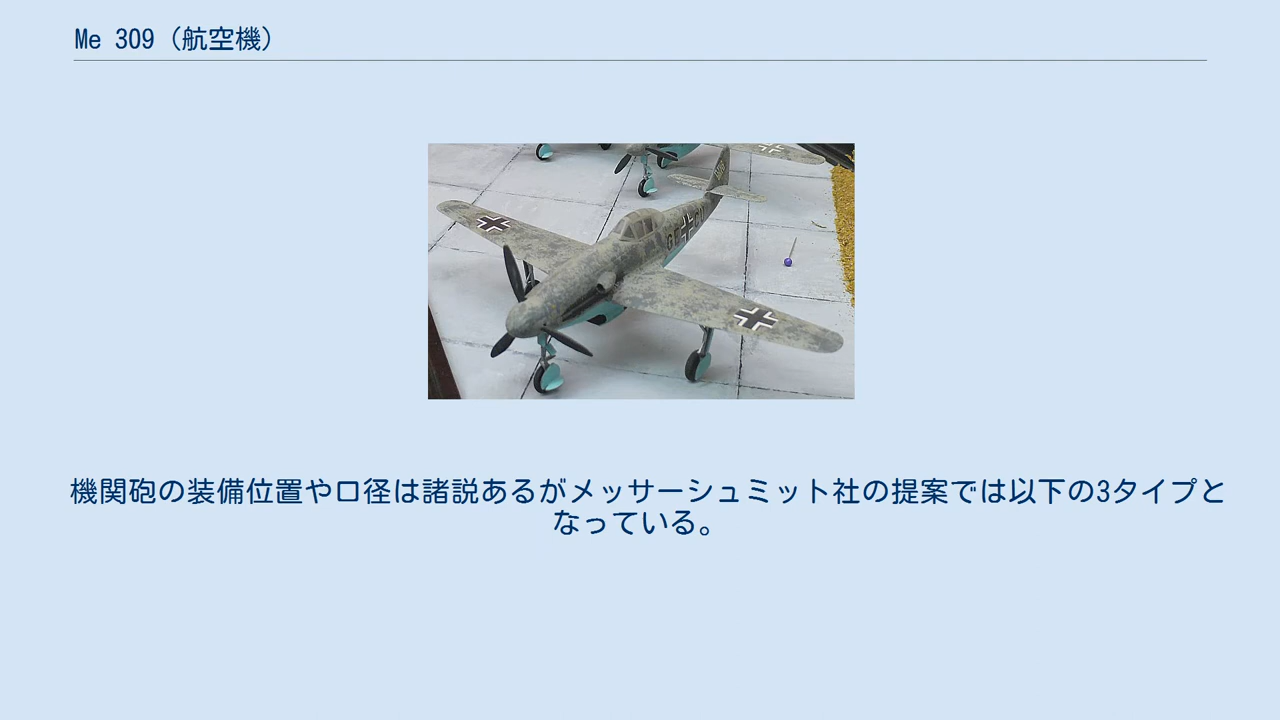 Me 309（航空機）
機関砲の装備位置や口径は諸説あるがメッサーシュミット社の提案では以下の3タイプと
なっている。